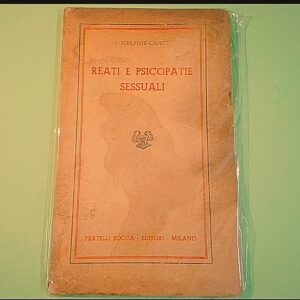 L. FERRANTE CAPETTI
REATI E PSICOPATIE
SESSUALI
FRATELLI BOCCA - EDITORI - MILANO